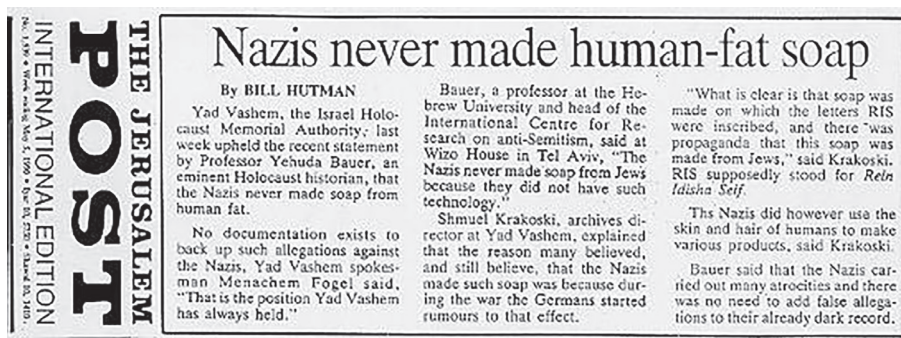 THE JERUSALEM
POST
INTERNATIONAL EDITION
Week ending May 5, 1990
Nazis never made human-fat soap
By BILL HUTMAN
Yad Vashem, the Israel Holo-
caust Memorial Authority, last
week upheld the recent statement
by Professor Yehuda Bauer, an
eminent Holocaust historian, that
the Nazis never made soap from
human fat.
No documentation exists to
back up such allegations against
the Nazis, Yad Vashem spokes-
man Menachem Fogel said.
"That is the position Yad Vashem
has always held."
Bauer, a professor at the He-
brew University and head of the
International Centre for Re-
search on anti-Semitism, said at
Wizo House in Tel Aviv, "The
Nazis never made soap from Jews
because they did not have such
technology."
Shmuel Krakoski, archives di-
rector at Yad Vashem, explained
that the reason many believed,
and still believe, that the Nazis
made such soap was because dur-
ing the war the Germans started
rumours to that effect.
"What is clear is that soap was
made on which the letters RIS
were inscribed, and there was
propaganda that this soap was
made from Jews," said Krakoski.
RIS supposedly stood for Rein
Idisha Seif.
Ths Nazis did however use the
skin and hair of humans to make
various products, said Krakoski.
Bauer said that the Nazis car-
ried out many atrocities and there
was no need to add false allega-
tions to their already dark record.